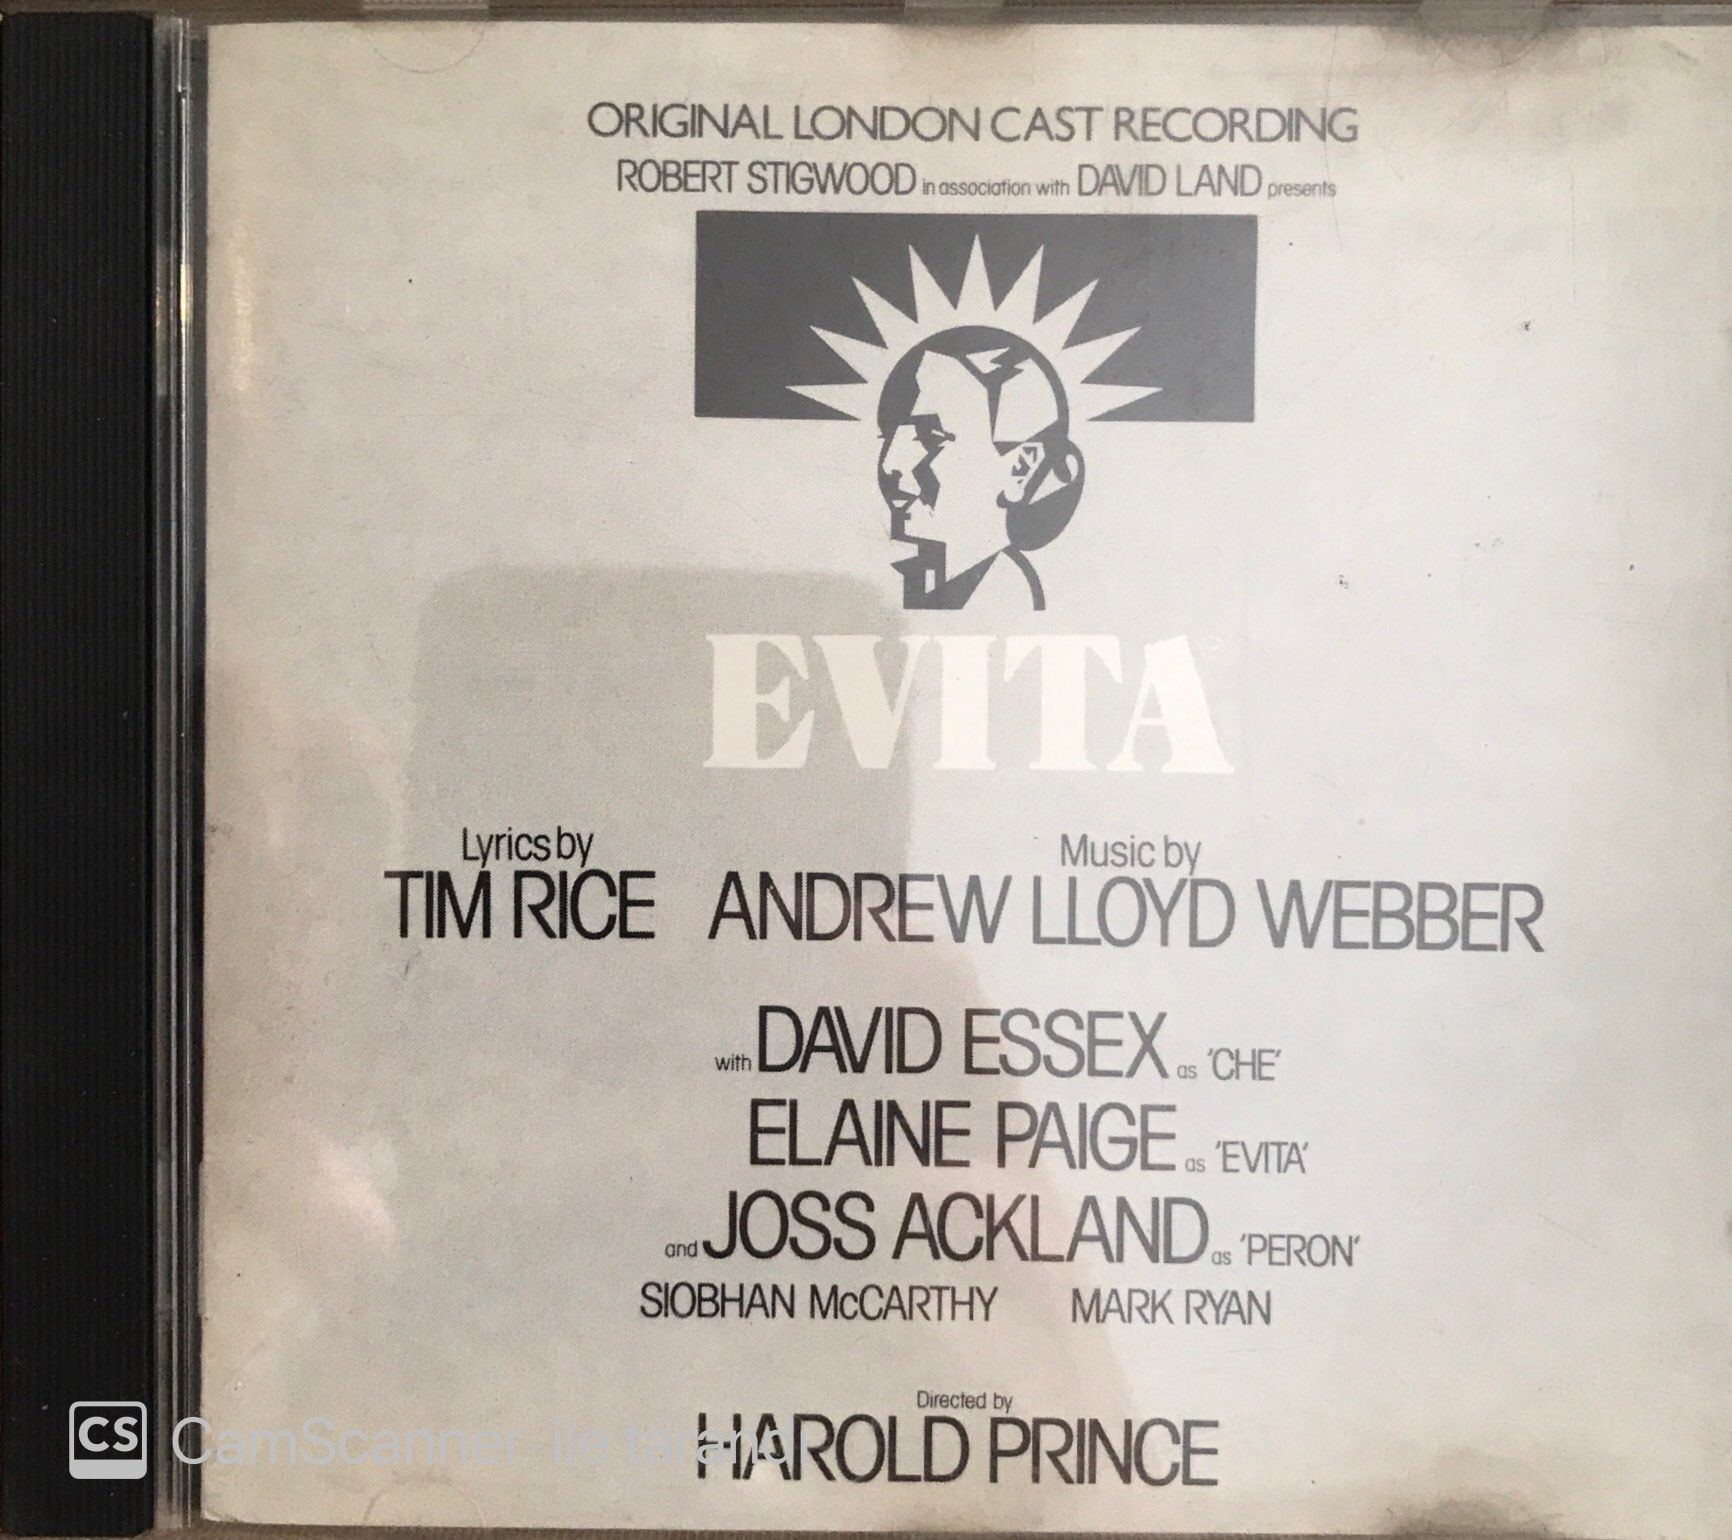 ORIGINAL LONDON CAST RECORDING
ROBERT STIGWOOD in association with DAVID LAND presents
EVITA
Lyrics by
TIM RICE
Music by
ANDREW LLOYD WEBBER
with DAVID ESSEX as 'CHE'
ELAINE PAIGE as 'EVITA'
and JOSS ACKLAND as 'PERON'
SIOBHAN McCARTHY MARK RYAN
Directed by
HAROLD PRINCE
CS CamScanner ile tarandı